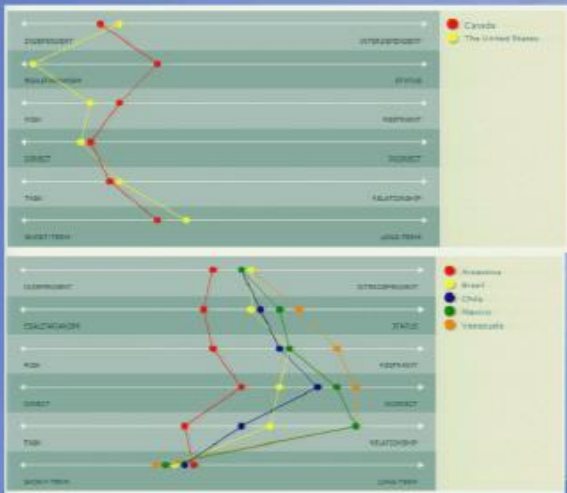 Canada
The United States
INDEPENDENT INTERDEPENDENT
EGALITARIANISM STATUS
RISK RESTRAINT
DIRECT INDIRECT
TASK RELATIONSHIP
SHORT-TERM LONG-TERM
Argentina
Brazil
Chile
Mexico
Venezuela
INDEPENDENT INTERDEPENDENT
EGALITARIANISM STATUS
RISK RESTRAINT
DIRECT INDIRECT
TASK RELATIONSHIP
SHORT-TERM LONG-TERM